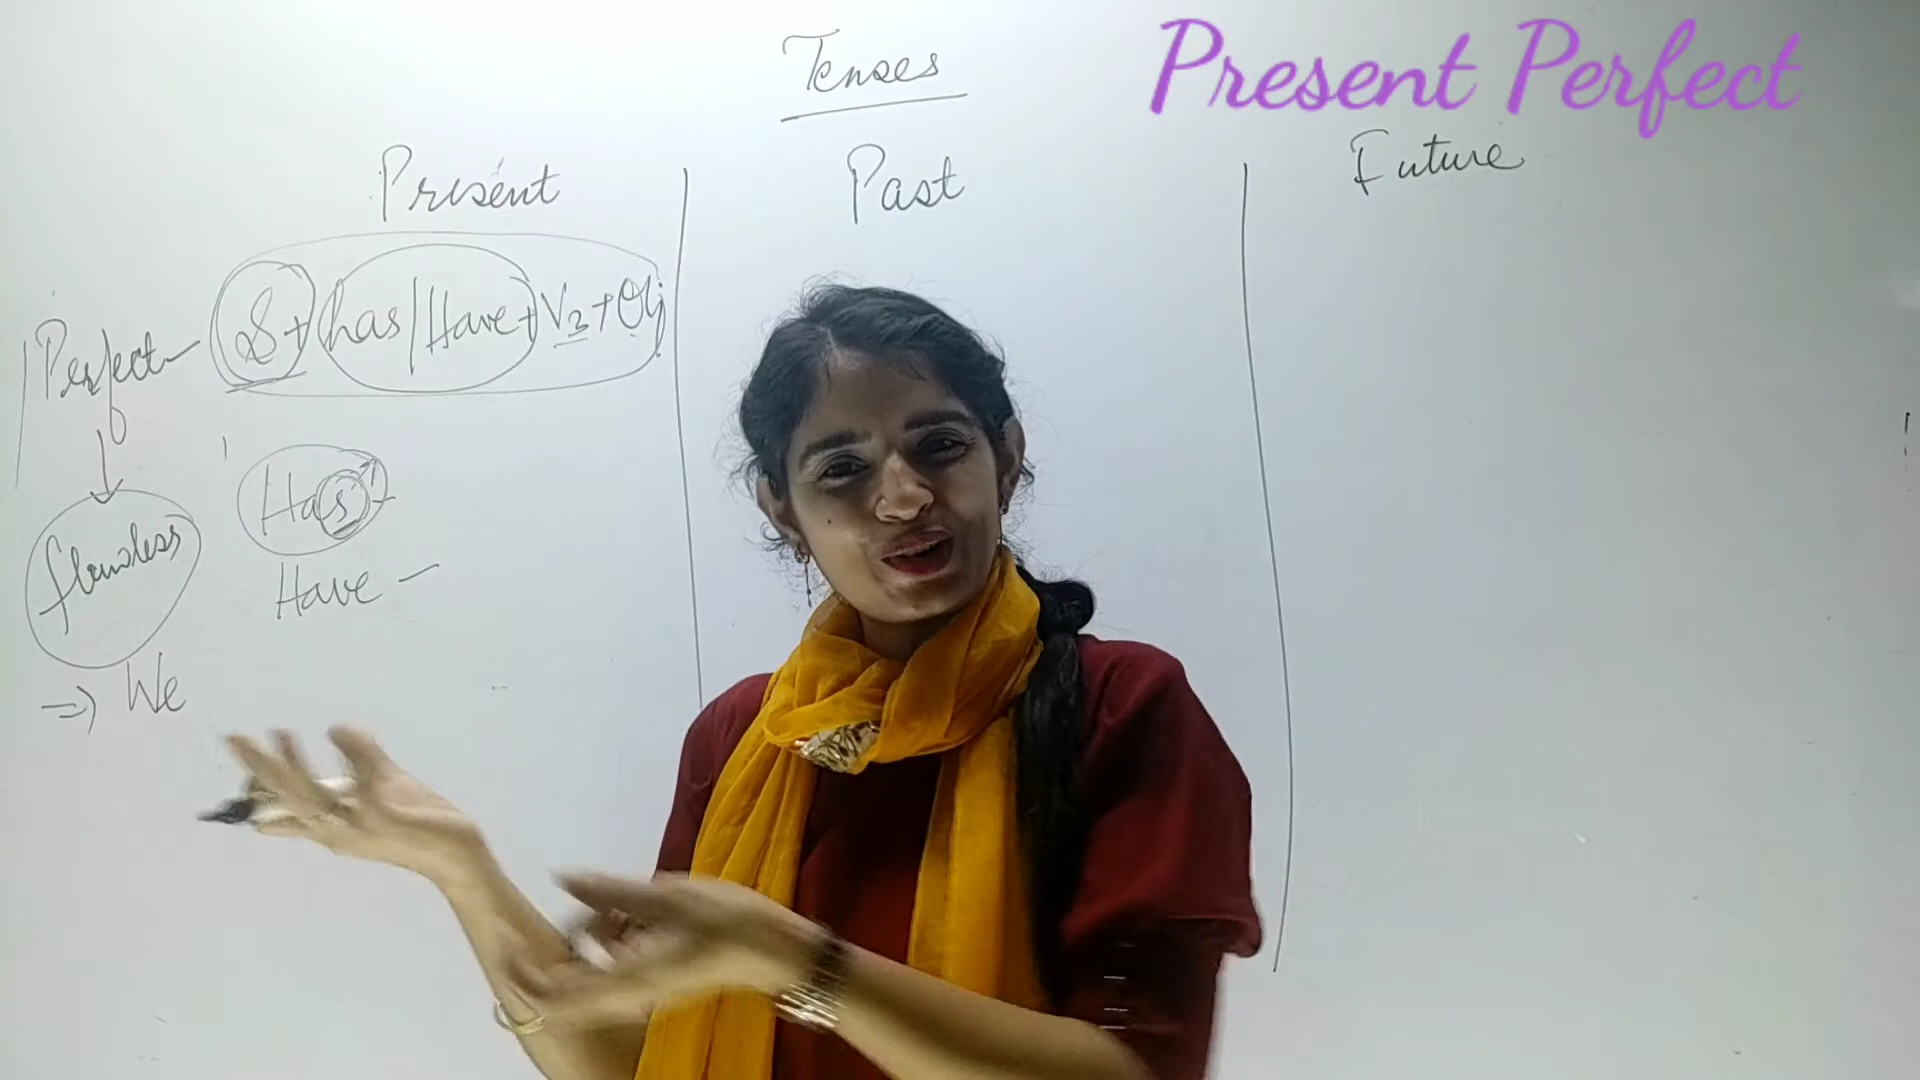 Tenses
Present Perfect
Present
Past
Future
Perfect - S + has | Have + V3 + Obj
Has -
Have -
flawless
=> We